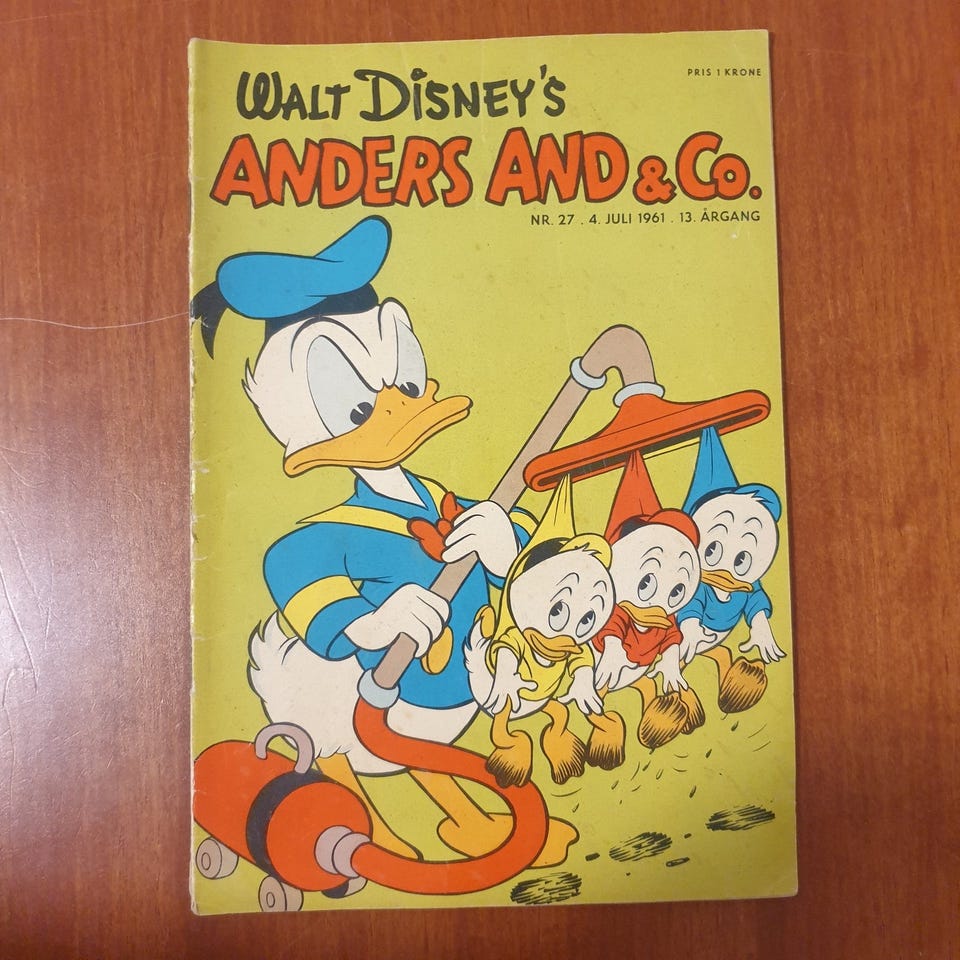 PRIS 1 KRONE
WALT DISNEY'S
ANDERS AND & CO.
NR. 27 . 4. JULI 1961 . 13. ÅRGANG